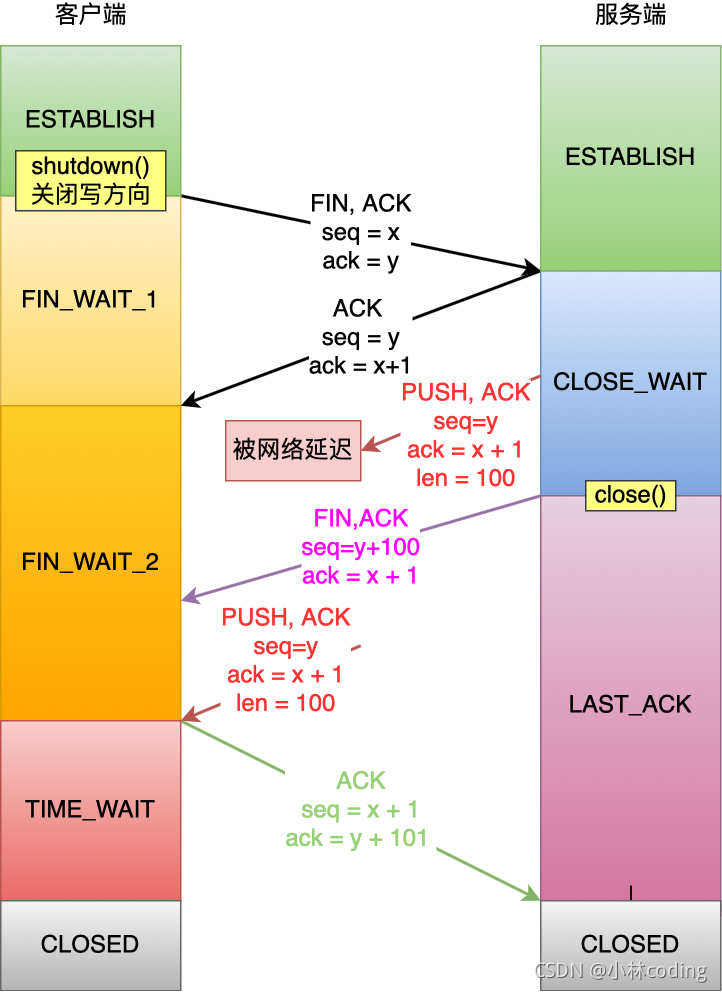 客户端
服务端
ESTABLISH
ESTABLISH
shutdown()
关闭写方向
FIN, ACK
seq = x
ack = y
FIN_WAIT_1
ACK
seq = y
ack = x+1
CLOSE_WAIT
PUSH, ACK
seq=y
ack = x + 1
len = 100
被网络延迟
close()
FIN,ACK
seq=y+100
ack = x + 1
FIN_WAIT_2
PUSH, ACK
seq=y
ack = x + 1
len = 100
LAST_ACK
TIME_WAIT
ACK
seq = x + 1
ack = y + 101
CLOSED
CLOSED
CSDN @小林coding